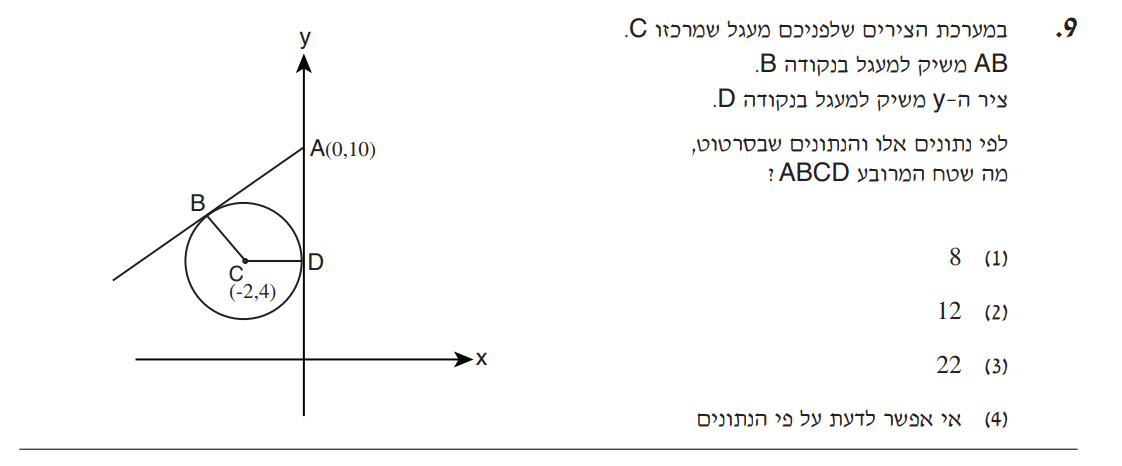 9. במערכת הצירים שלפניכם מעגל שמרכזו C.
AB משיק למעגל בנקודה B.
ציר ה-y משיק למעגל בנקודה D.
לפי נתונים אלו והנתונים שבסרטוט,
מה שטח המרובע ABCD?
(1) 8
(2) 12
(3) 22
(4) אי אפשר לדעת על פי הנתונים
y
A(0,10)
B
C
D
(-2,4)
x